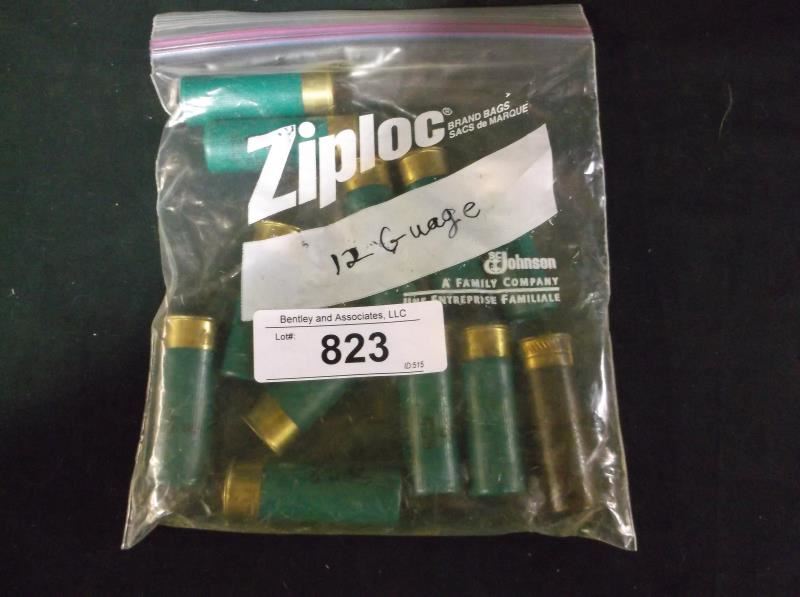 Ziploc®
BRAND BAGS
SACS de MARQUE
12 Guage
SC Johnson
A FAMILY COMPANY
UNE ENTREPRISE FAMILIALE
Bentley and Associates, LLC
Lot#:
823
ID:515